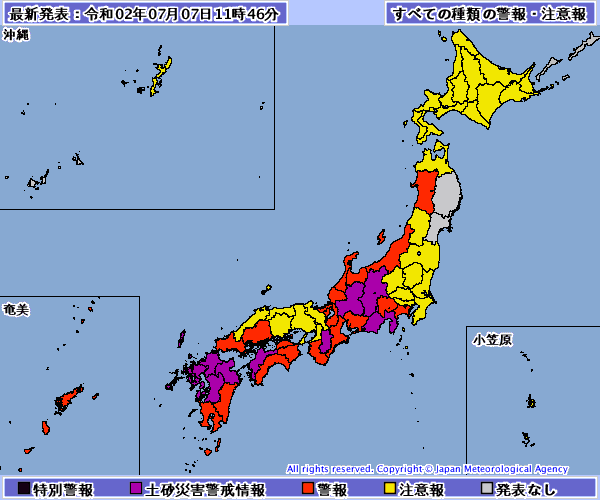 最新発表：令和02年07月07日11時46分
すべての種類の警報・注意報
沖縄
奄美
小笠原
All rights reserved. Copyright © Japan Meteorological Agency
特別警報
土砂災害警戒情報
警報
注意報
発表なし